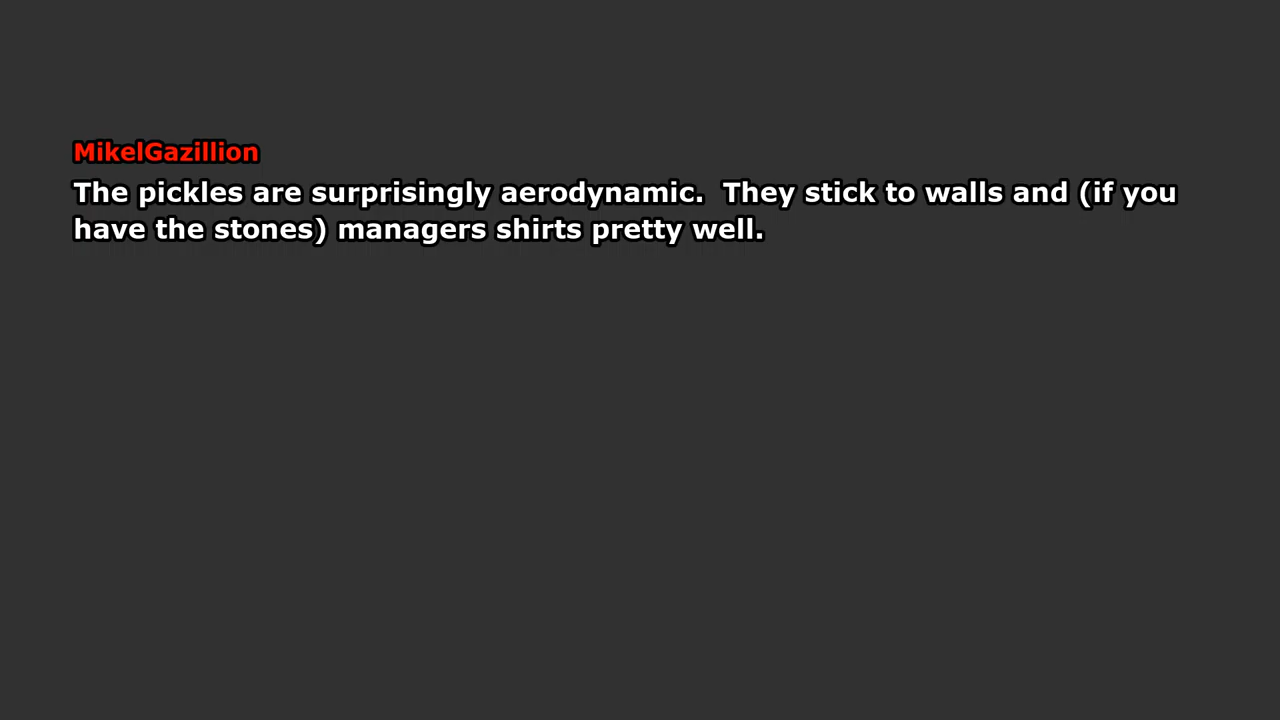 MikelGazillion
The pickles are surprisingly aerodynamic.  They stick to walls and (if you
have the stones) managers shirts pretty well.